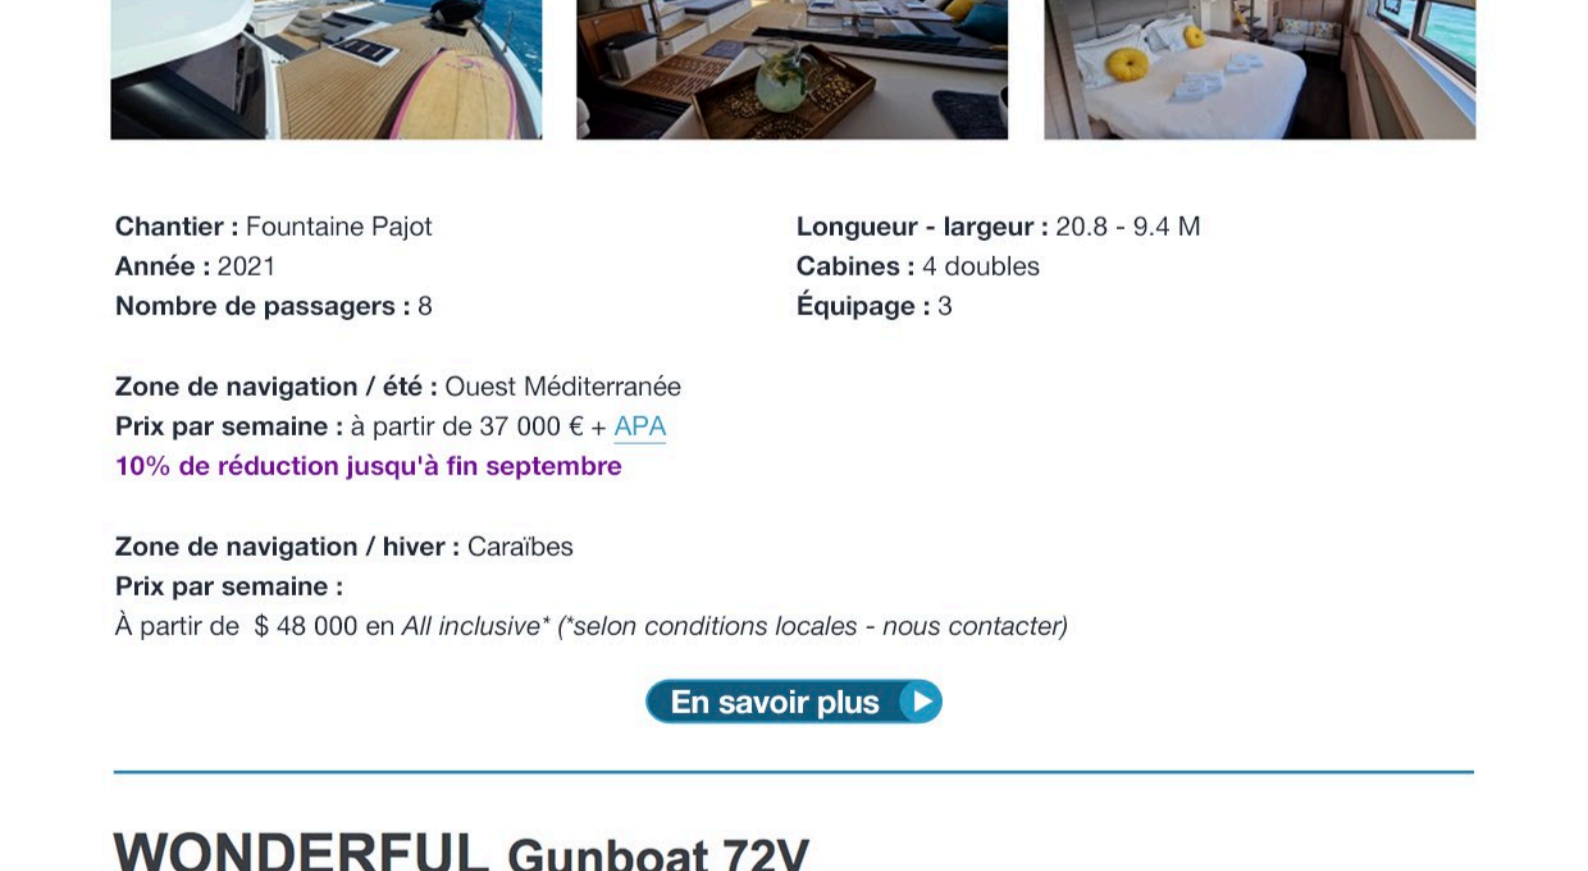 Chantier : Fountaine Pajot
Année : 2021
Nombre de passagers : 8
Longueur - largeur : 20.8 - 9.4 M
Cabines : 4 doubles
Équipage : 3
Zone de navigation / été : Ouest Méditerranée
Prix par semaine : à partir de 37 000 € + APA
10% de réduction jusqu'à fin septembre
Zone de navigation / hiver : Caraïbes
Prix par semaine :
À partir de  $ 48 000 en All inclusive* (*selon conditions locales - nous contacter)
En savoir plus
WONDERFUL Gunboat 72V